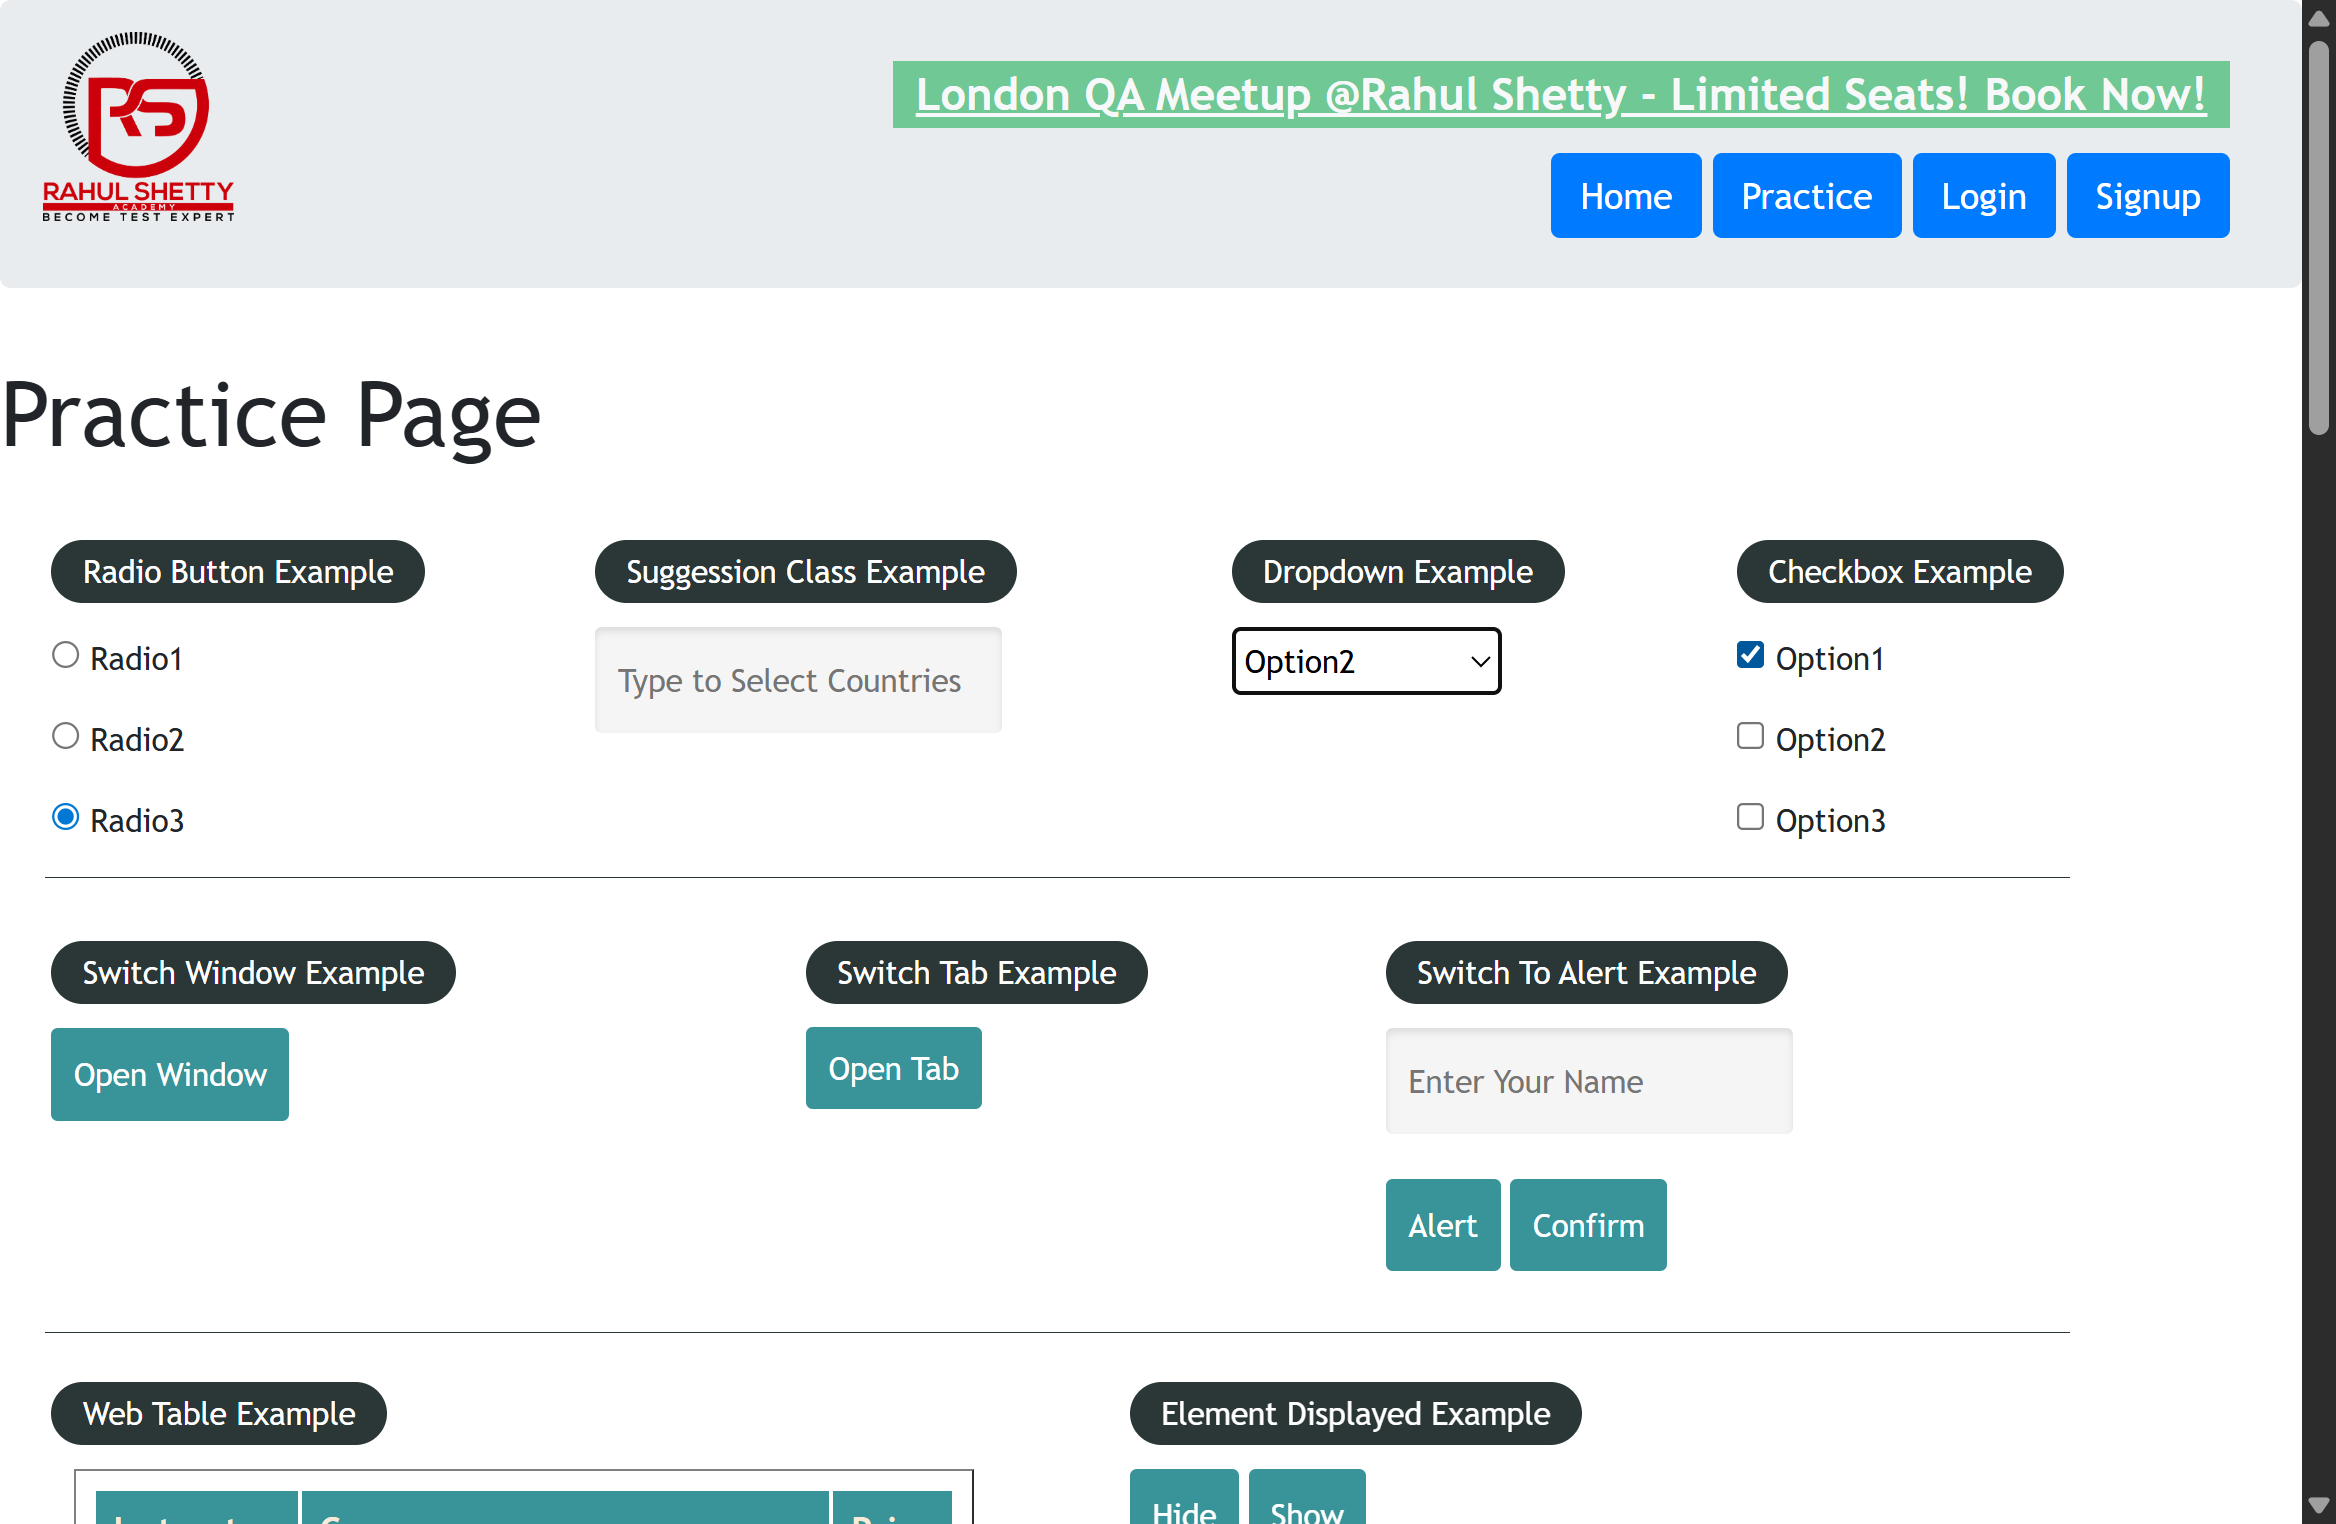 RS
RAHUL SHETTY
ACADEMY
BECOME TEST EXPERT
London QA Meetup @Rahul Shetty - Limited Seats! Book Now!
Home Practice Login Signup
Practice Page
Radio Button Example
Radio1
Radio2
Radio3
Suggession Class Example
Type to Select Countries
Dropdown Example
Option2
Checkbox Example
Option1
Option2
Option3
Switch Window Example
Open Window
Switch Tab Example
Open Tab
Switch To Alert Example
Enter Your Name
Alert Confirm
Web Table Example
Element Displayed Example
Hide Show